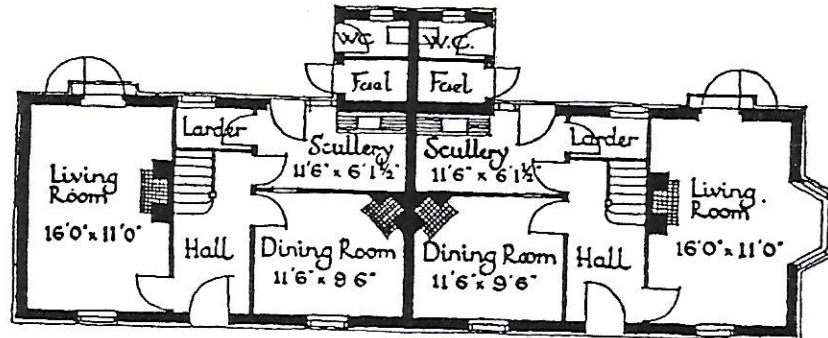 WC W.C.
Fuel Fuel
Larder Scullery Scullery Larder
11'6" x 6'1½" 11'6" x 6'1½"
Living Room Living Room
16'0" x 11'0" 16'0" x 11'0"
Hall Dining Room Dining Room Hall
11'6" x 9 6" 11'6" x 9'6"